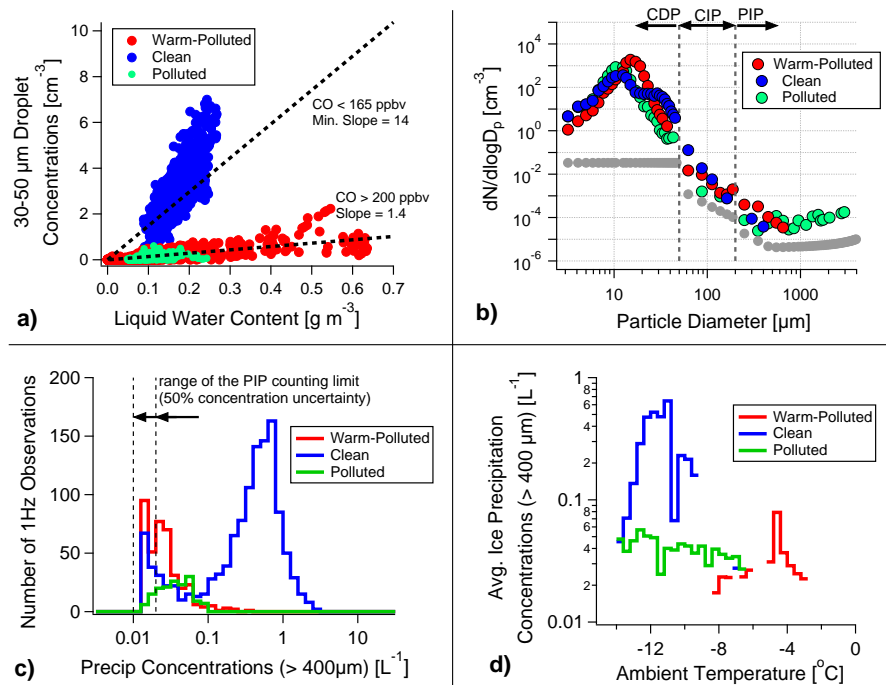 10
8
6
4
2
0
30-50 µm Droplet
Concentrations [cm-3]
Warm-Polluted
Clean
Polluted
CO < 165 ppbv
Min. Slope = 14
CO > 200 ppbv
Slope = 1.4
0.0 0.1 0.2 0.3 0.4 0.5 0.6 0.7
a) Liquid Water Content [g m-3]
CDP CIP PIP
10^4
10^2
10^0
10^-2
10^-4
10^-6
dN/dlogDp [cm-3]
Warm-Polluted
Clean
Polluted
10 100 1000
b) Particle Diameter [µm]
200
150
100
50
0
Number of 1Hz Observations
range of the PIP counting limit
(50% concentration uncertainty)
Warm-Polluted
Clean
Polluted
0.01 0.1 1 10
c) Precip Concentrations (> 400µm) [L-1]
1
8
6
4
2
0.1
8
6
4
2
0.01
Avg. Ice Precipitation
Concentrations (> 400 µm) [L-1]
Warm-Polluted
Clean
Polluted
-12 -8 -4 0
d) Ambient Temperature [oC]